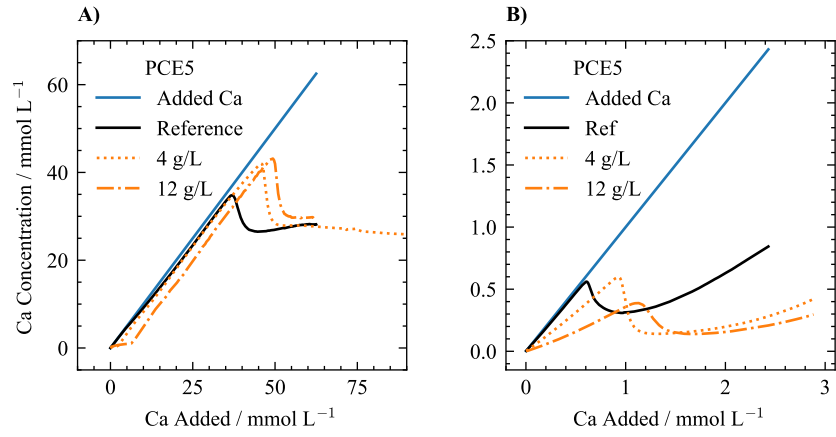 A)
PCE5
Added Ca
Reference
4 g/L
12 g/L
60
40
20
0
0
25
50
75
Ca Concentration / mmol L⁻¹
Ca Added / mmol L⁻¹
B)
PCE5
Added Ca
Ref
4 g/L
12 g/L
2.5
2.0
1.5
1.0
0.5
0.0
0
1
2
3
Ca Added / mmol L⁻¹